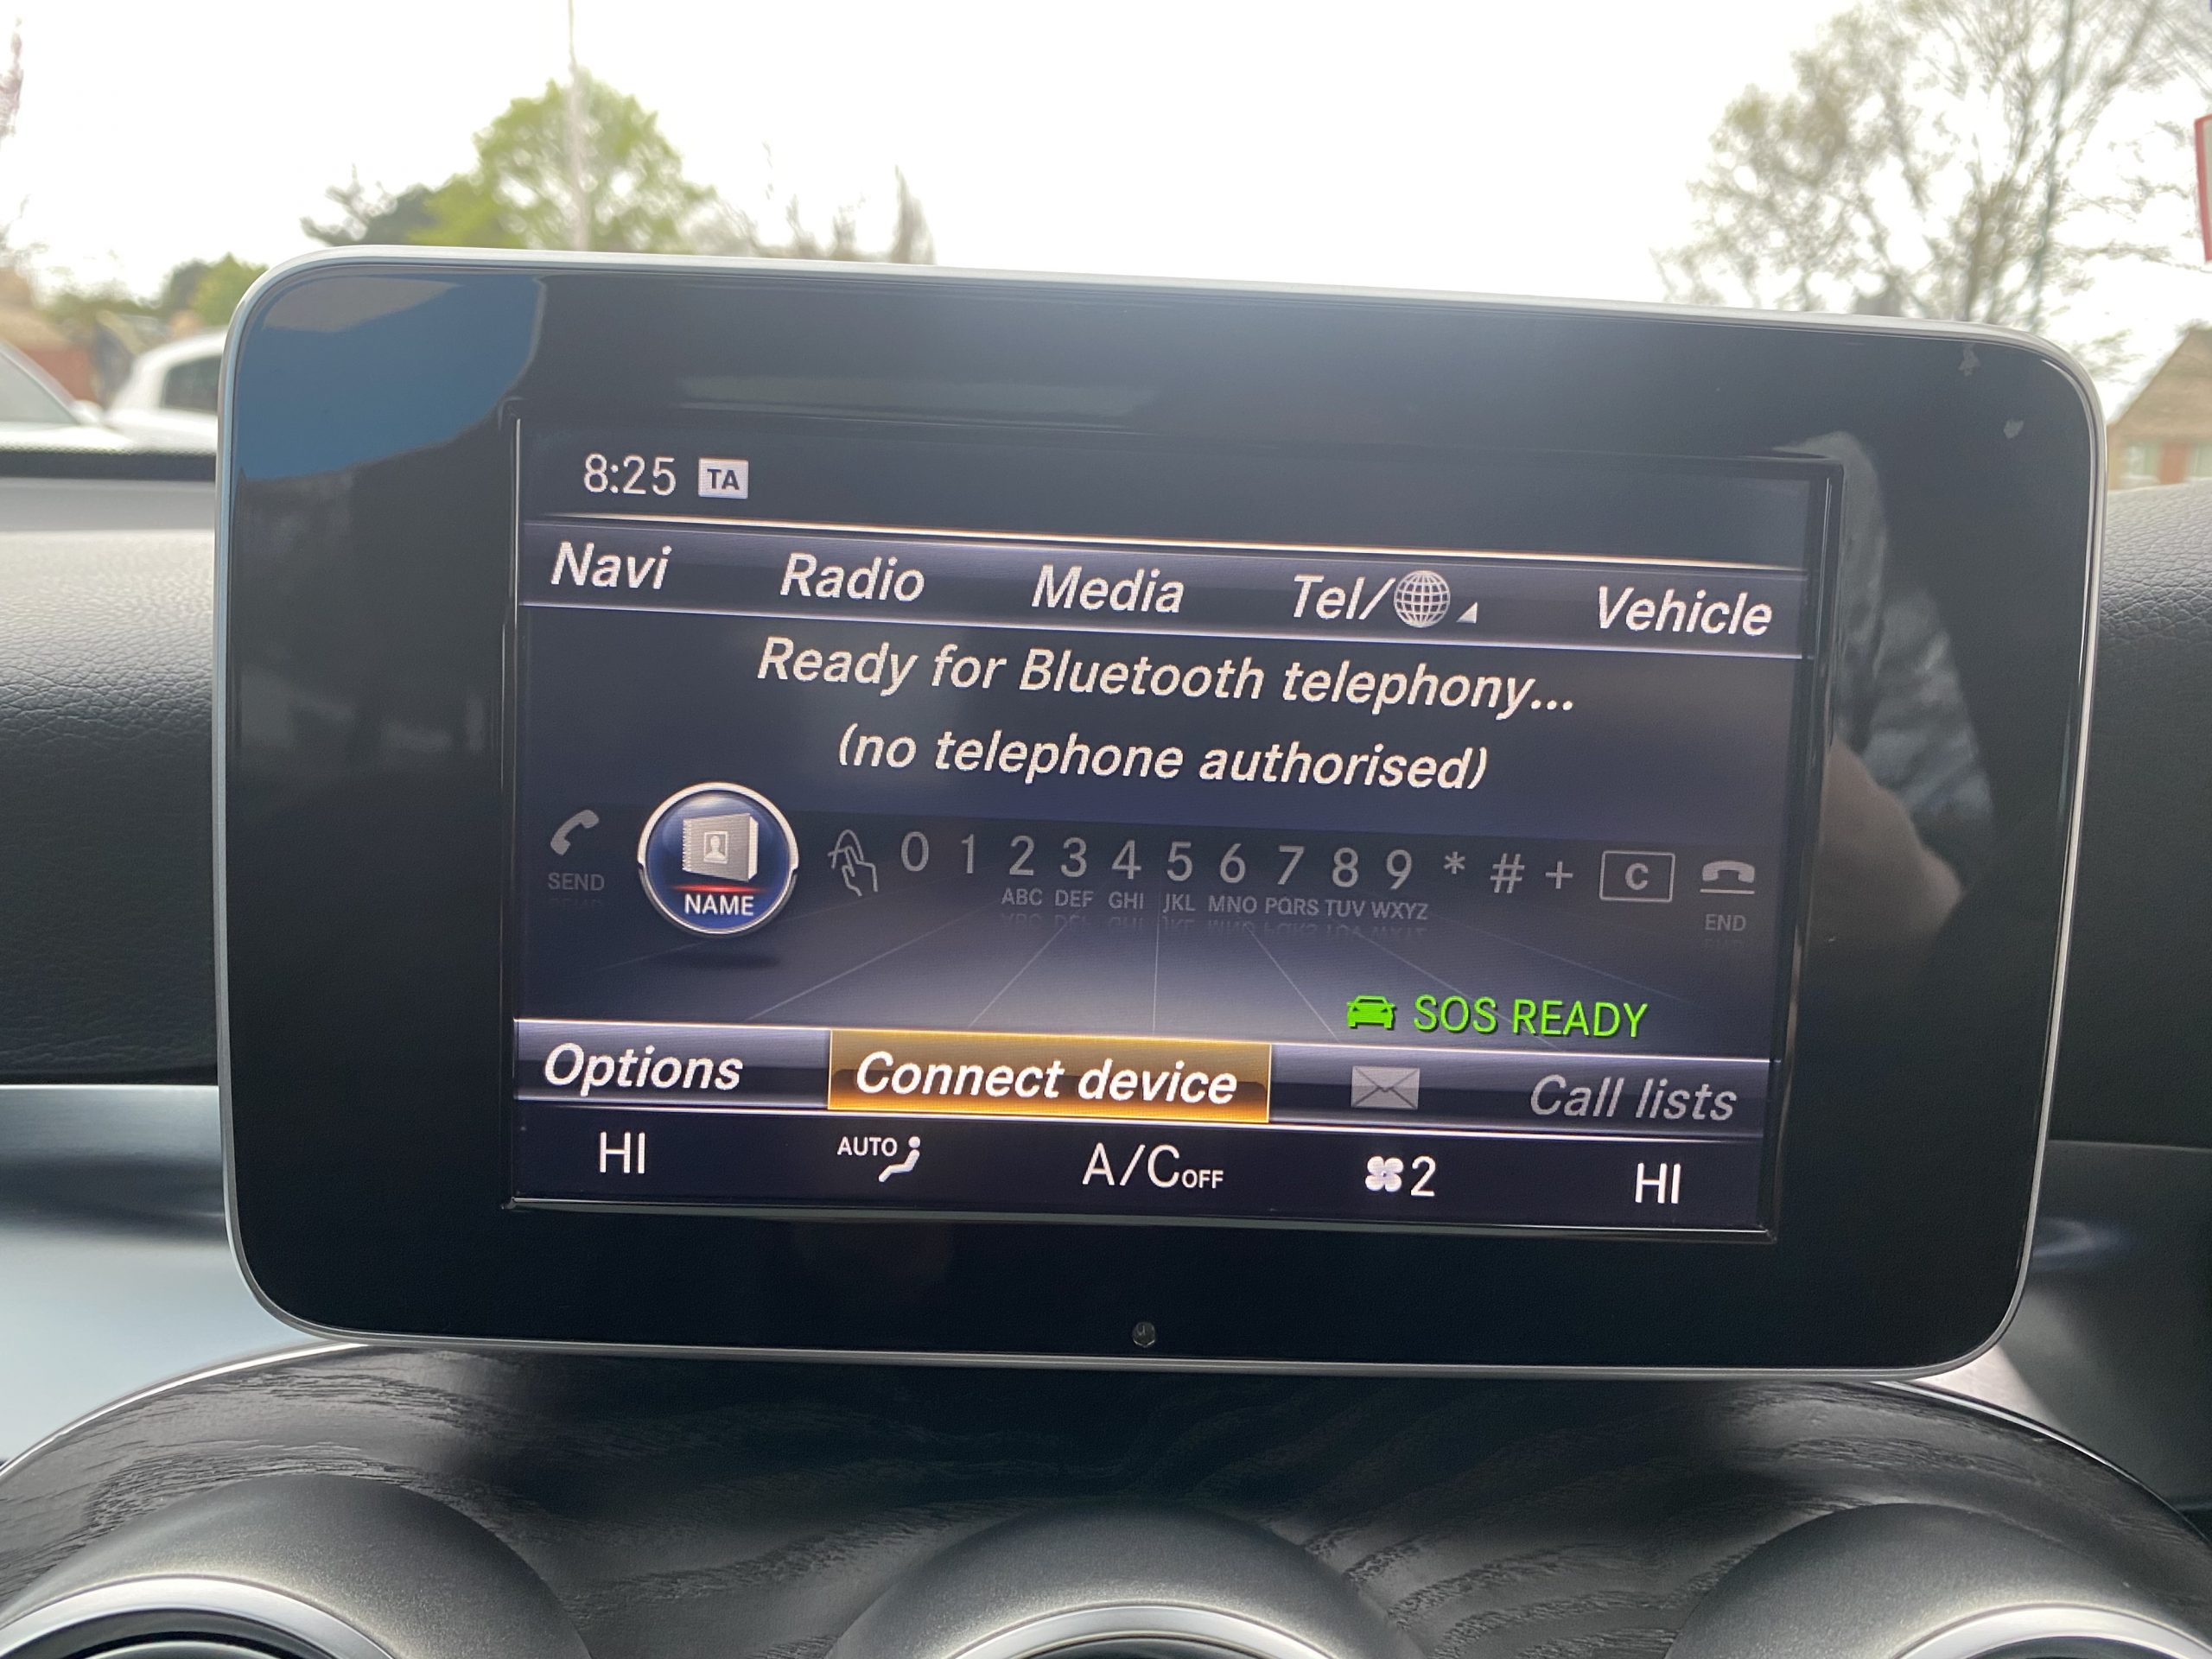 8:25 TA
Navi Radio Media Tel/ Vehicle
Ready for Bluetooth telephony...
(no telephone authorised)
SEND NAME 0 1 2 3 4 5 6 7 8 9 * # + C END
ABC DEF GHI JKL MNO PQRS TUV WXYZ
SOS READY
Options Connect device Call lists
HI AUTO A/C OFF 2 HI